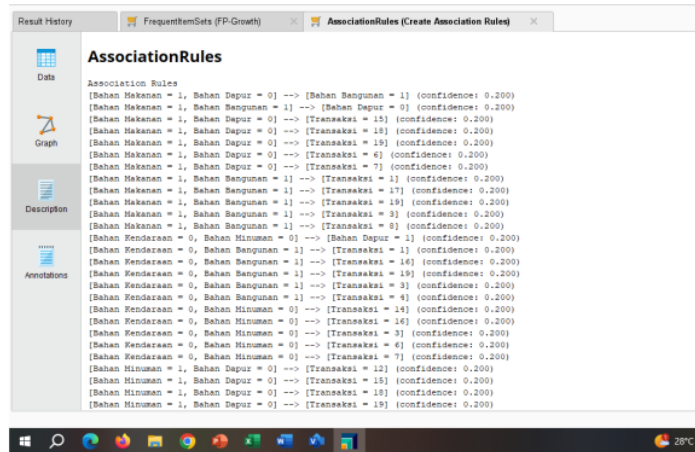 Result History
FrequentItemSets (FP-Growth)
AssociationRules (Create Association Rules)
Data
Graph
Description
Annotations
AssociationRules
Association Rules
[Bahan Makanan = 1, Bahan Dapur = 0] --> [Bahan Bangunan = 1] (confidence: 0.200)
[Bahan Makanan = 1, Bahan Bangunan = 1] --> [Bahan Dapur = 0] (confidence: 0.200)
[Bahan Makanan = 1, Bahan Dapur = 0] --> [Transaksi = 15] (confidence: 0.200)
[Bahan Makanan = 1, Bahan Dapur = 0] --> [Transaksi = 18] (confidence: 0.200)
[Bahan Makanan = 1, Bahan Dapur = 0] --> [Transaksi = 19] (confidence: 0.200)
[Bahan Makanan = 1, Bahan Dapur = 0] --> [Transaksi = 6] (confidence: 0.200)
[Bahan Makanan = 1, Bahan Dapur = 0] --> [Transaksi = 7] (confidence: 0.200)
[Bahan Makanan = 1, Bahan Bangunan = 1] --> [Transaksi = 1] (confidence: 0.200)
[Bahan Makanan = 1, Bahan Bangunan = 1] --> [Transaksi = 17] (confidence: 0.200)
[Bahan Makanan = 1, Bahan Bangunan = 1] --> [Transaksi = 19] (confidence: 0.200)
[Bahan Makanan = 1, Bahan Bangunan = 1] --> [Transaksi = 3] (confidence: 0.200)
[Bahan Makanan = 1, Bahan Bangunan = 1] --> [Transaksi = 8] (confidence: 0.200)
[Bahan Kendaraan = 0, Bahan Minuman = 0] --> [Bahan Dapur = 1] (confidence: 0.200)
[Bahan Kendaraan = 0, Bahan Bangunan = 1] --> [Transaksi = 1] (confidence: 0.200)
[Bahan Kendaraan = 0, Bahan Bangunan = 1] --> [Transaksi = 16] (confidence: 0.200)
[Bahan Kendaraan = 0, Bahan Bangunan = 1] --> [Transaksi = 19] (confidence: 0.200)
[Bahan Kendaraan = 0, Bahan Bangunan = 1] --> [Transaksi = 3] (confidence: 0.200)
[Bahan Kendaraan = 0, Bahan Bangunan = 1] --> [Transaksi = 4] (confidence: 0.200)
[Bahan Kendaraan = 0, Bahan Minuman = 0] --> [Transaksi = 14] (confidence: 0.200)
[Bahan Kendaraan = 0, Bahan Minuman = 0] --> [Transaksi = 16] (confidence: 0.200)
[Bahan Kendaraan = 0, Bahan Minuman = 0] --> [Transaksi = 3] (confidence: 0.200)
[Bahan Kendaraan = 0, Bahan Minuman = 0] --> [Transaksi = 6] (confidence: 0.200)
[Bahan Kendaraan = 0, Bahan Minuman = 0] --> [Transaksi = 7] (confidence: 0.200)
[Bahan Minuman = 1, Bahan Dapur = 0] --> [Transaksi = 12] (confidence: 0.200)
[Bahan Minuman = 1, Bahan Dapur = 0] --> [Transaksi = 15] (confidence: 0.200)
[Bahan Minuman = 1, Bahan Dapur = 0] --> [Transaksi = 18] (confidence: 0.200)
[Bahan Minuman = 1, Bahan Dapur = 0] --> [Transaksi = 19] (confidence: 0.200)
28°C